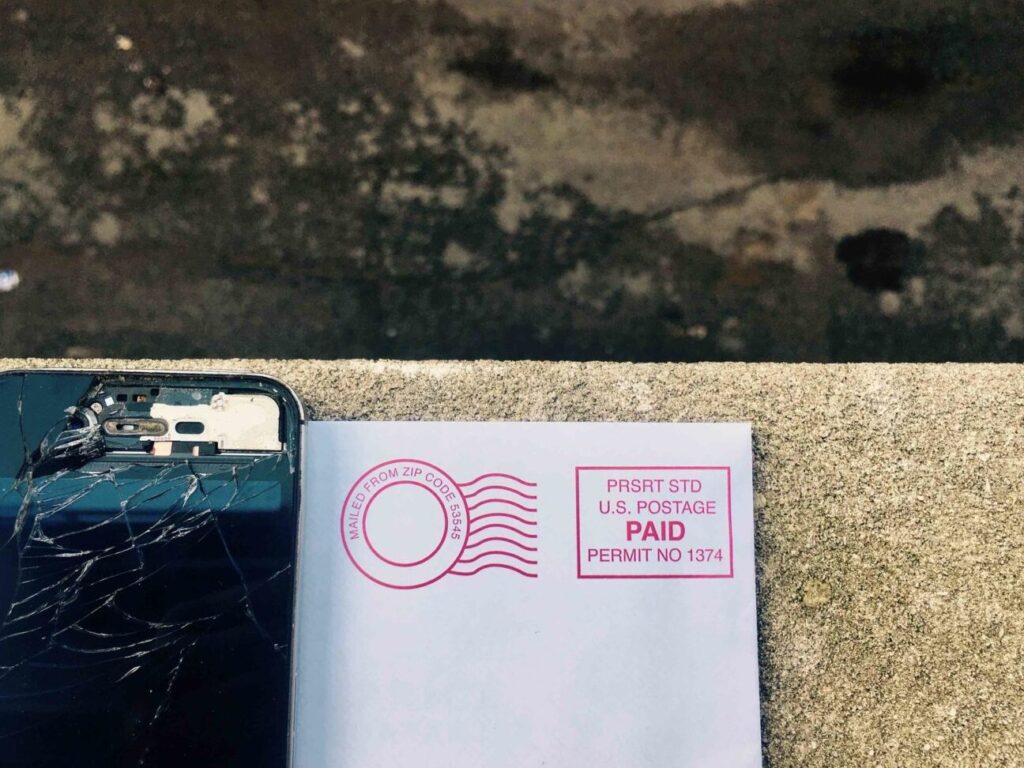 MAILED FROM ZIP CODE 53545
PRSRT STD
U.S. POSTAGE
PAID
PERMIT NO 1374